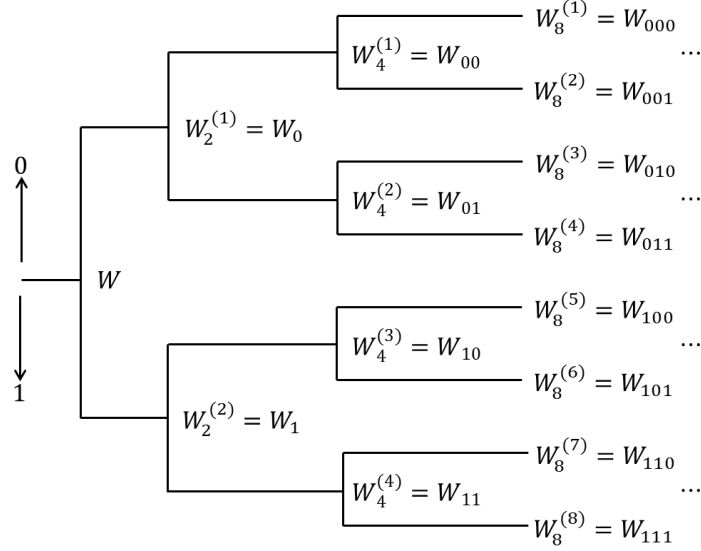 W_8^{(1)} = W_{000}
W_4^{(1)} = W_{00}
...
W_8^{(2)} = W_{001}
W_2^{(1)} = W_0
W_8^{(3)} = W_{010}
0
W_4^{(2)} = W_{01}
...
W_8^{(4)} = W_{011}
W
W_8^{(5)} = W_{100}
W_4^{(3)} = W_{10}
...
W_8^{(6)} = W_{101}
1
W_2^{(2)} = W_1
W_8^{(7)} = W_{110}
W_4^{(4)} = W_{11}
...
W_8^{(8)} = W_{111}